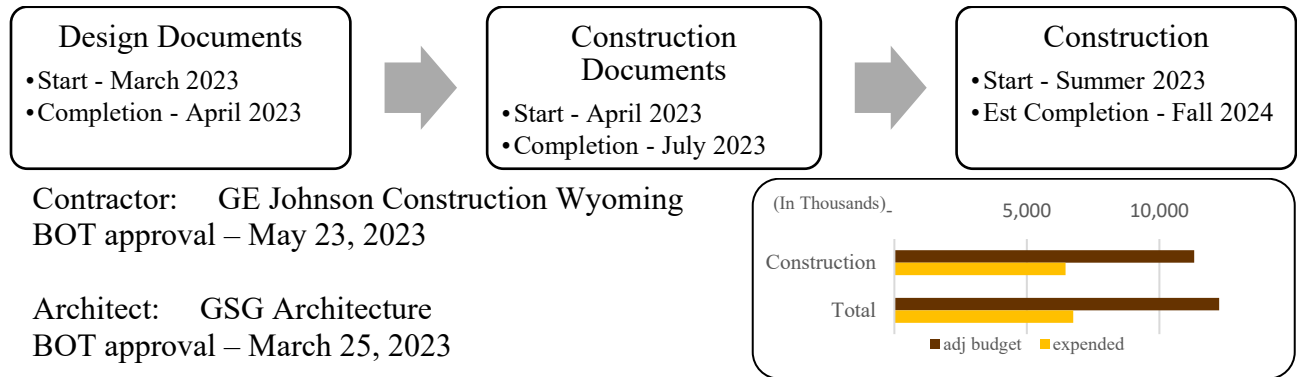 Design Documents
•Start - March 2023
•Completion - April 2023
Construction
Documents
•Start - April 2023
•Completion - July 2023
Construction
•Start - Summer 2023
•Est Completion - Fall 2024
Contractor: GE Johnson Construction Wyoming
BOT approval – May 23, 2023
Architect: GSG Architecture
BOT approval – March 25, 2023
(In Thousands) - 5,000 10,000
Construction
Total
adj budget expended